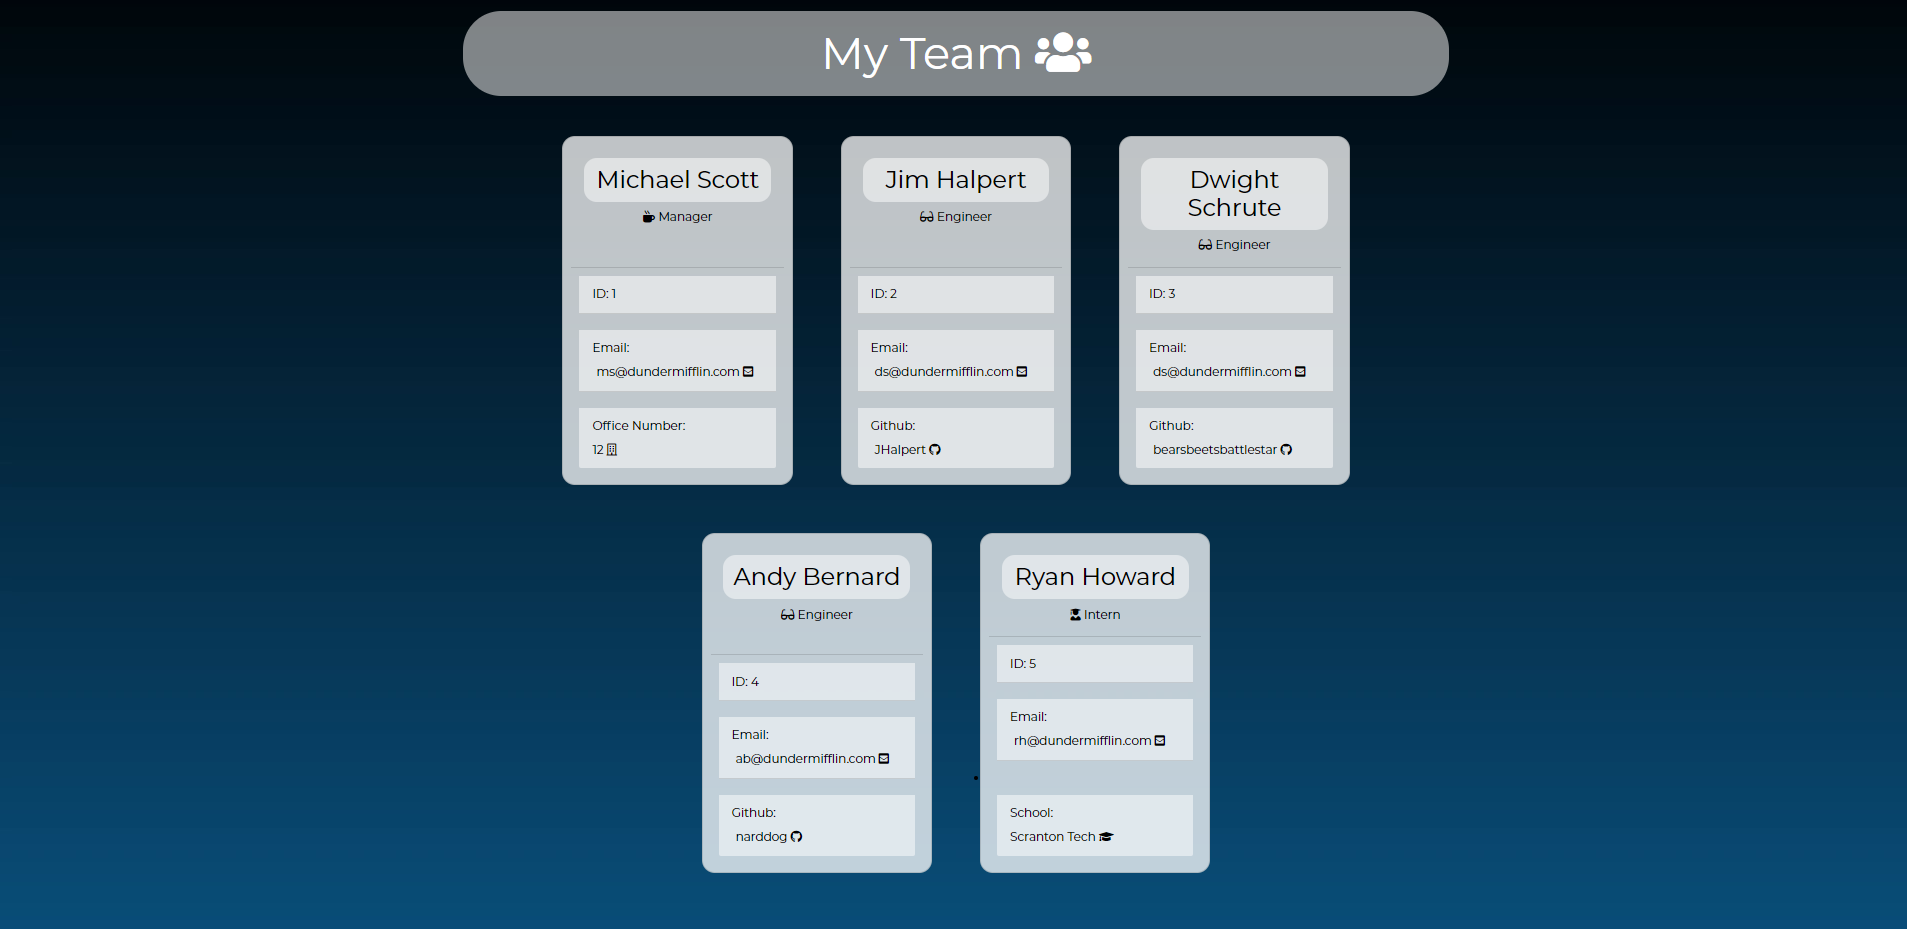 My Team
Michael Scott
Manager
ID: 1
Email:
ms@dundermifflin.com
Office Number:
12
Jim Halpert
Engineer
ID: 2
Email:
ds@dundermifflin.com
Github:
JHalpert
Dwight
Schrute
Engineer
ID: 3
Email:
ds@dundermifflin.com
Github:
bearsbeetsbattlestar
Andy Bernard
Engineer
ID: 4
Email:
ab@dundermifflin.com
Github:
narddog
Ryan Howard
Intern
ID: 5
Email:
rh@dundermifflin.com
School:
Scranton Tech